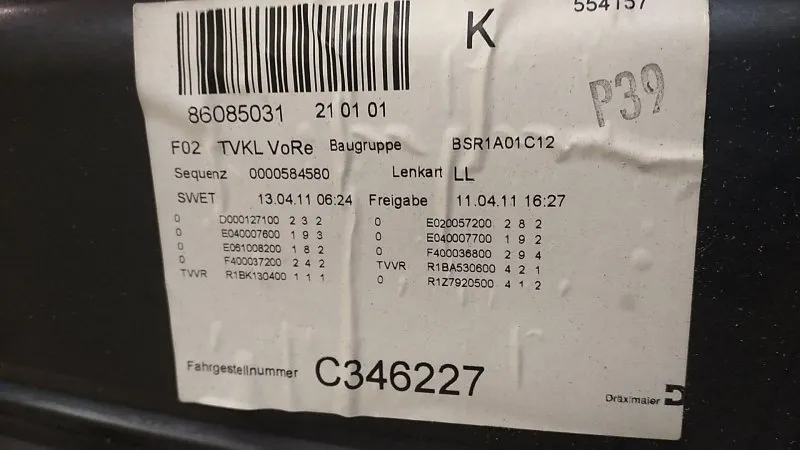 554157
K
P39
86085031 21 01 01
F02 TVKL VoRe Baugruppe BSR1A01C12
Sequenz 0000584580 Lenkart LL
SWET 13.04.11 06:24 Freigabe 11.04.11 16:27
0 D000127100 2 3 2 0 E020057200 2 8 2
0 E040007600 1 9 3 0 E040007700 1 9 2
0 E061008200 1 8 2 0 F400036800 2 9 4
0 F400037200 2 4 2 TVVR R1BA530600 4 2 1
TVVR R1BK130400 1 1 1 0 R1Z7920500 4 1 2
Fahrgestellnummer C346227
Dräxlmaier